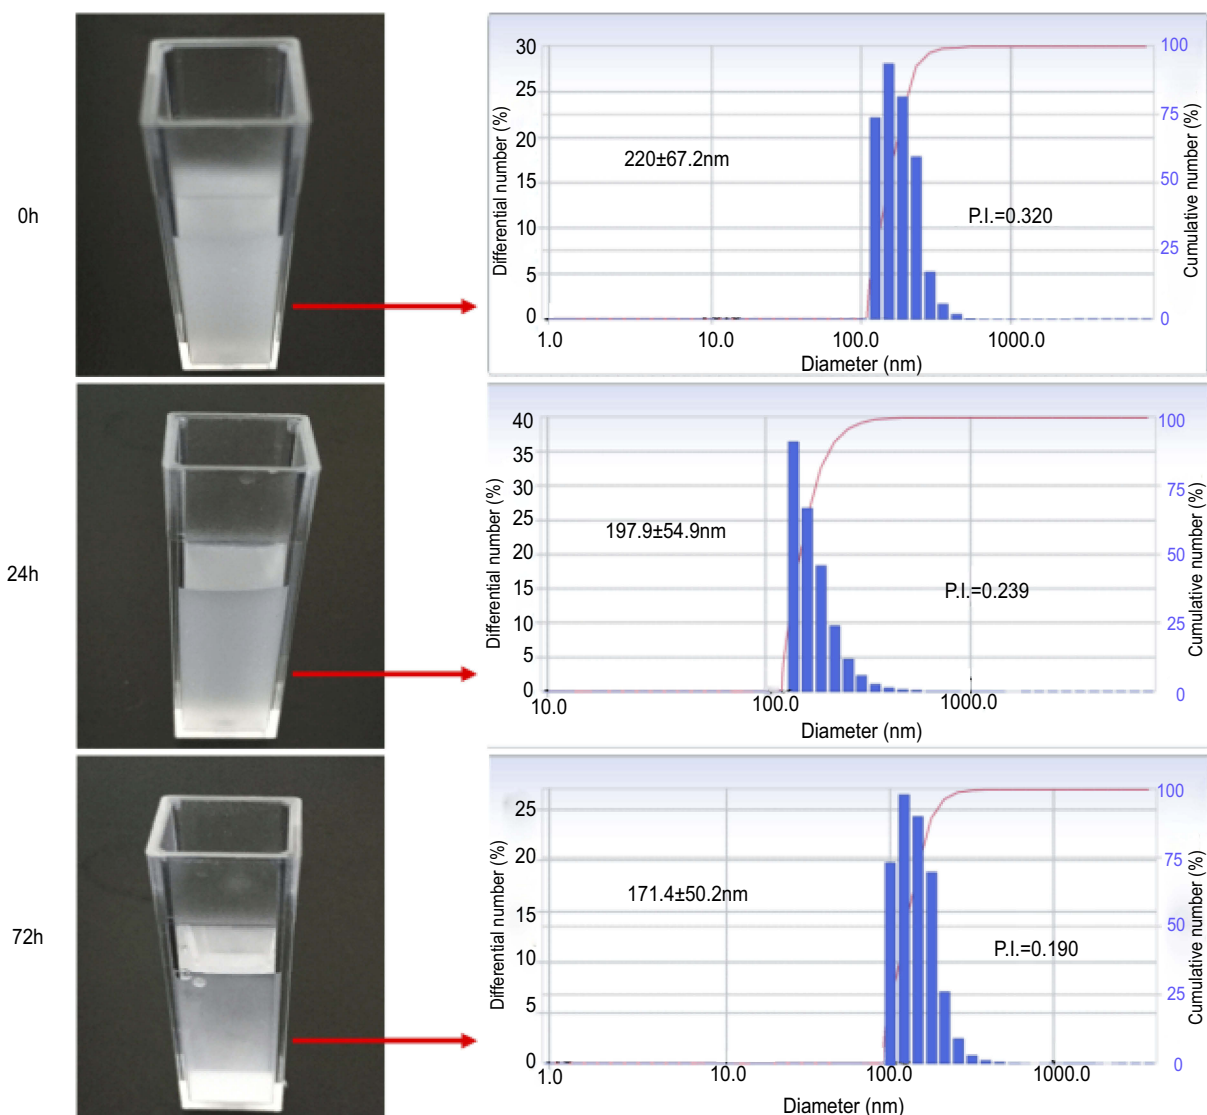 0h
Differential number (%)
30
25
20
15
10
5
0
220±67.2nm
P.I.=0.320
100
75
50
25
0
Cumulative number (%)
1.0
10.0
100.0
1000.0
Diameter (nm)
24h
Differential number (%)
40
35
30
25
20
15
10
5
0
197.9±54.9nm
P.I.=0.239
100
75
50
25
0
Cumulative number (%)
10.0
100.0
1000.0
Diameter (nm)
72h
Differential number (%)
25
20
15
10
5
0
171.4±50.2nm
P.I.=0.190
100
75
50
25
0
Cumulative number (%)
1.0
10.0
100.0
1000.0
Diameter (nm)